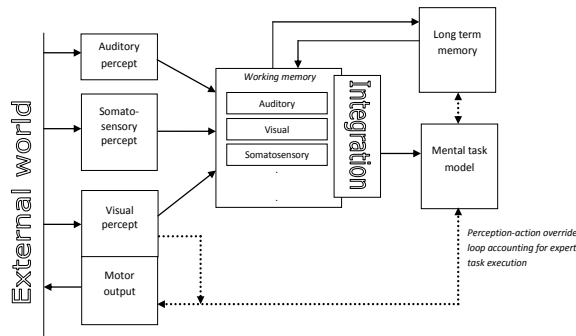 External world
Auditory
percept
Somato-
sensory
percept
Visual
percept
Motor
output
Working memory
Auditory
Visual
Somatosensory
.
.
Integration
Long term
memory
Mental task
model
Perception-action override
loop accounting for expert
task execution